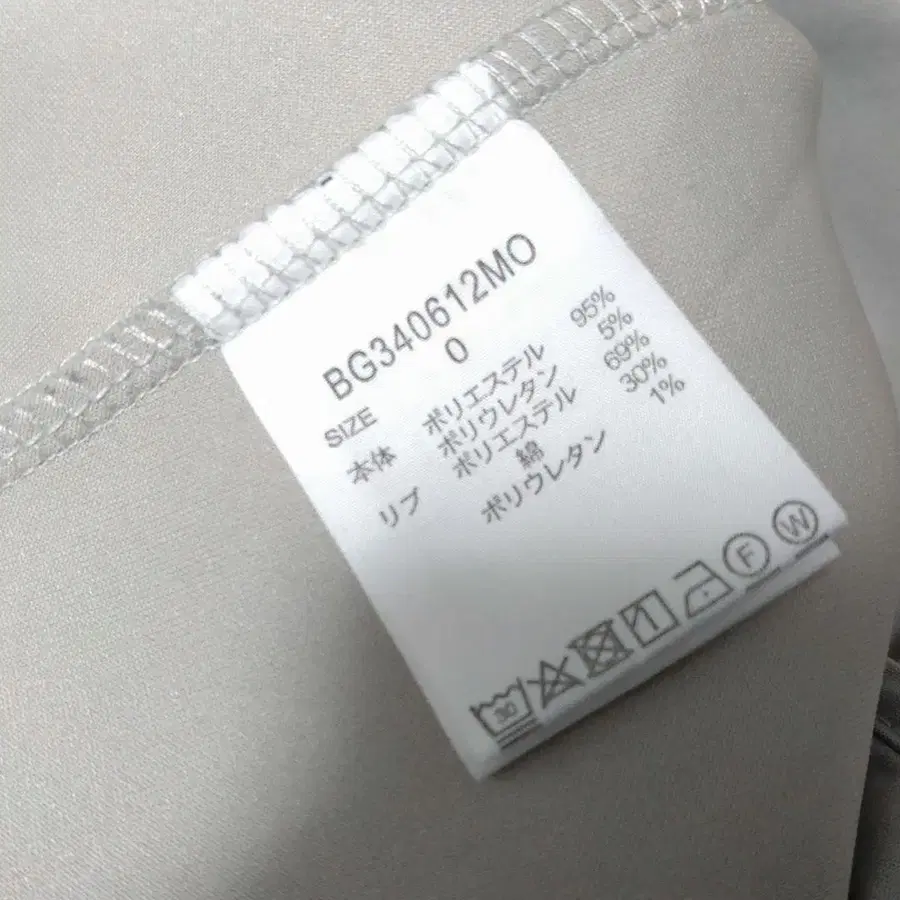 BG340612MO
SIZE 0
本体 ポリエステル 95%
ポリウレタン 5%
リブ ポリエステル 69%
綿 30%
ポリウレタン 1%
30 F W